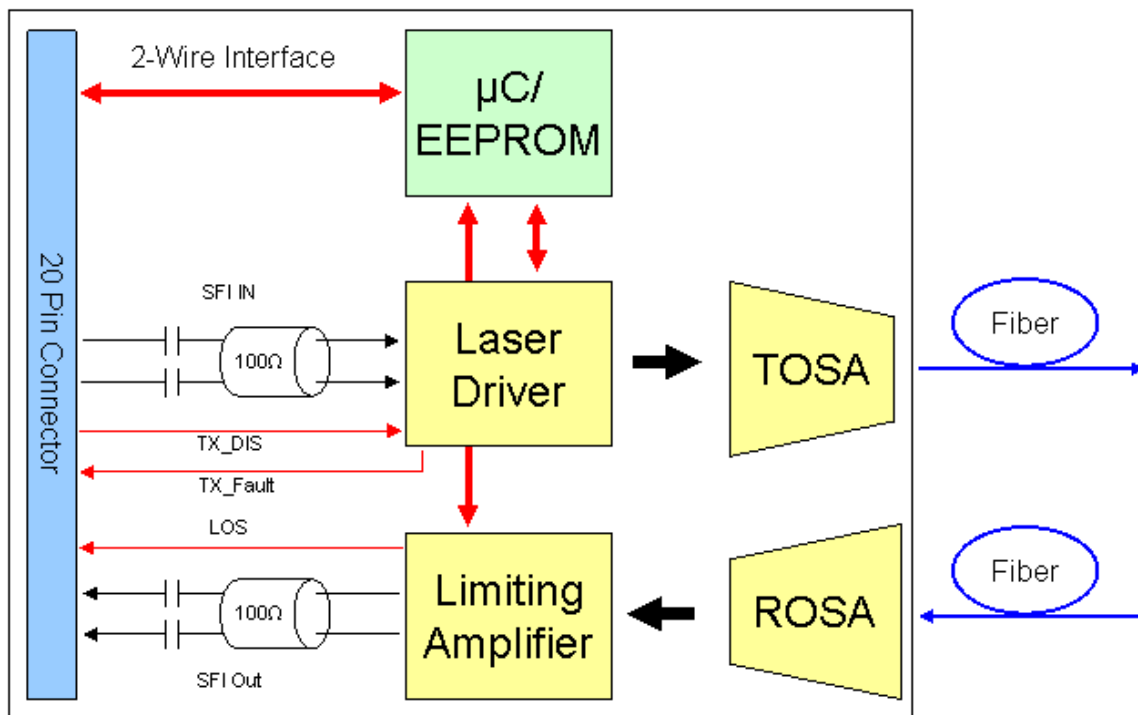 2-Wire Interface
µC/
EEPROM
20 Pin Connector
SFI IN
100Ω
Laser
Driver
TOSA
Fiber
TX_DIS
TX_Fault
LOS
100Ω
SFI Out
Limiting
Amplifier
ROSA
Fiber